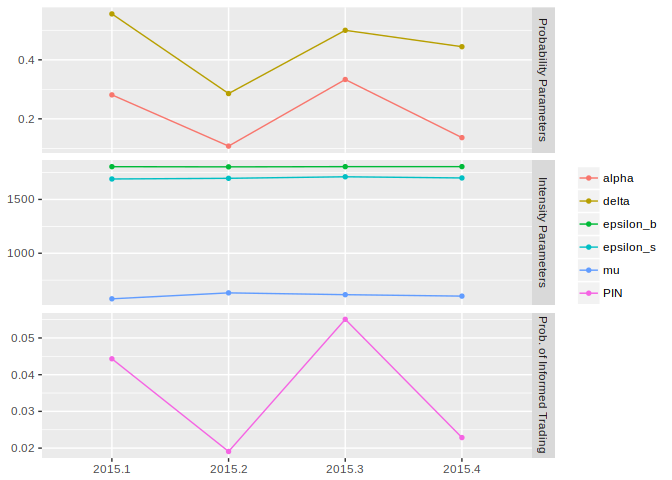 0.4
0.2
Probability Parameters
1500
1000
Intensity Parameters
0.05
0.04
0.03
0.02
Prob. of Informed Trading
2015.1
2015.2
2015.3
2015.4
alpha
delta
epsilon_b
epsilon_s
mu
PIN